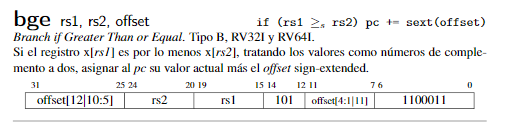 bge rs1, rs2, offset if (rs1 ≥s rs2) pc += sext(offset)
Branch if Greater Than or Equal. Tipo B, RV32I y RV64I.
Si el registro x[rs1] es por lo menos x[rs2], tratando los valores como números de comple-
mento a dos, asignar al pc su valor actual más el offset sign-extended.
31 25 24 20 19 15 14 12 11 7 6 0
offset[12|10:5] rs2 rs1 101 offset[4:1|11] 1100011